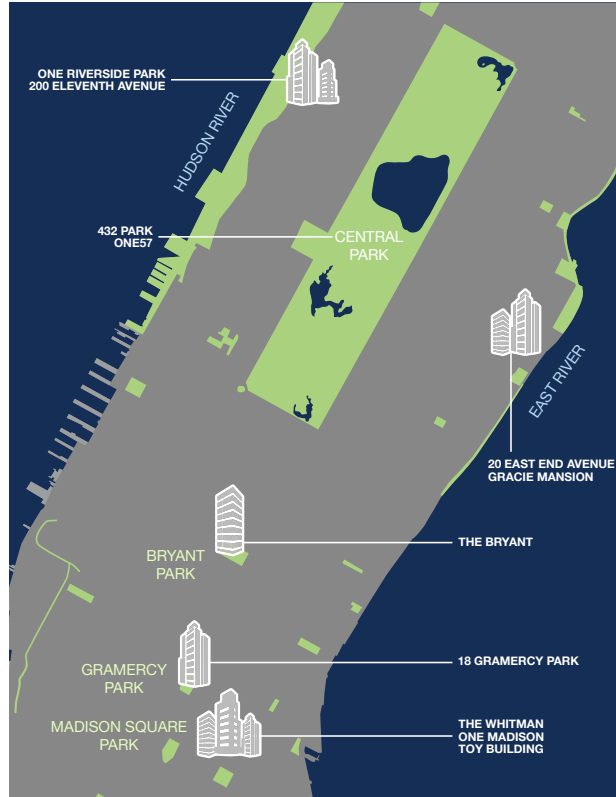 ONE RIVERSIDE PARK
200 ELEVENTH AVENUE
HUDSON RIVER
432 PARK
ONE57
CENTRAL
PARK
EAST RIVER
20 EAST END AVENUE
GRACIE MANSION
THE BRYANT
BRYANT
PARK
18 GRAMERCY PARK
GRAMERCY
PARK
MADISON SQUARE
PARK
THE WHITMAN
ONE MADISON
TOY BUILDING